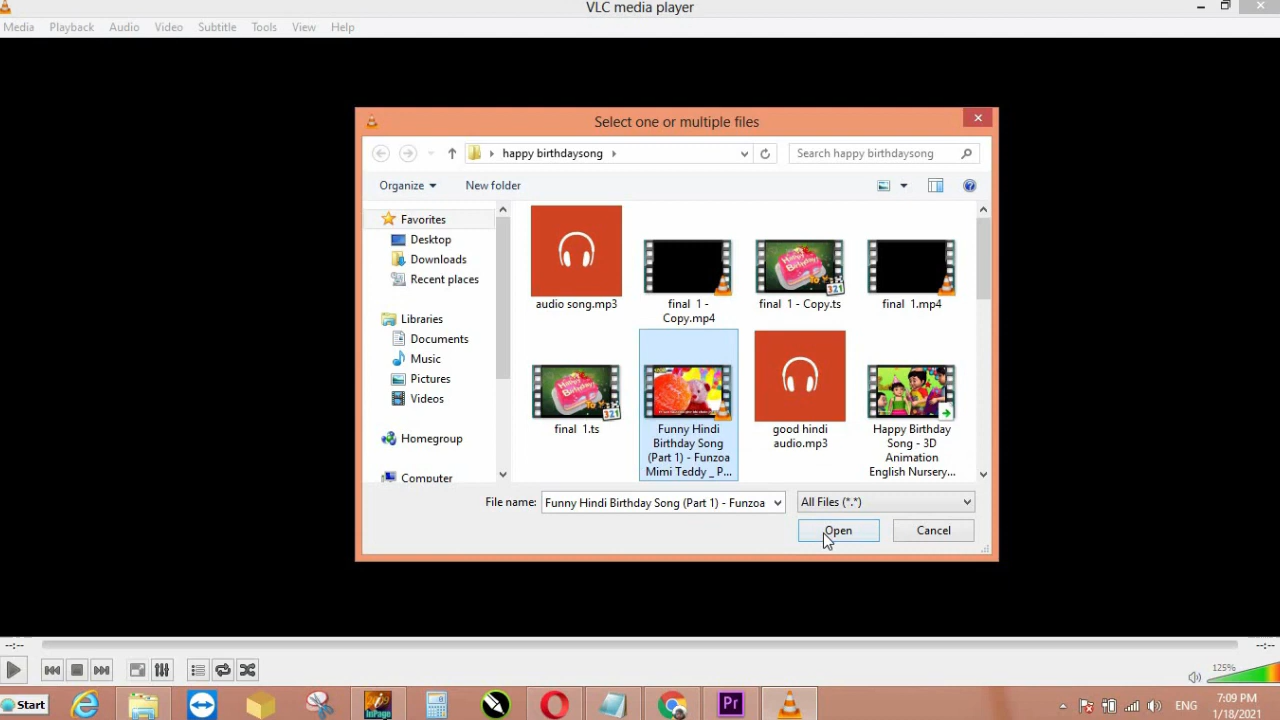 VLC media player
Media Playback Audio Video Subtitle Tools View Help
Select one or multiple files
happy birthdaysong
Search happy birthdaysong
Organize
New folder
Favorites
Desktop
Downloads
Recent places
Libraries
Documents
Music
Pictures
Videos
Homegroup
Computer
audio song.mp3
final 1 -
Copy.mp4
final 1 - Copy.ts
final 1.mp4
final 1.ts
Funny Hindi
Birthday Song
(Part 1) - Funzoa
Mimi Teddy _ P...
good hindi
audio.mp3
Happy Birthday
Song - 3D
Animation
English Nursery...
File name:
Funny Hindi Birthday Song (Part 1) - Funzoa
All Files (*.*)
Open
Cancel
--:--
--:--
125%
Start
InPage
Pr
ENG
7:09 PM
1/18/2021